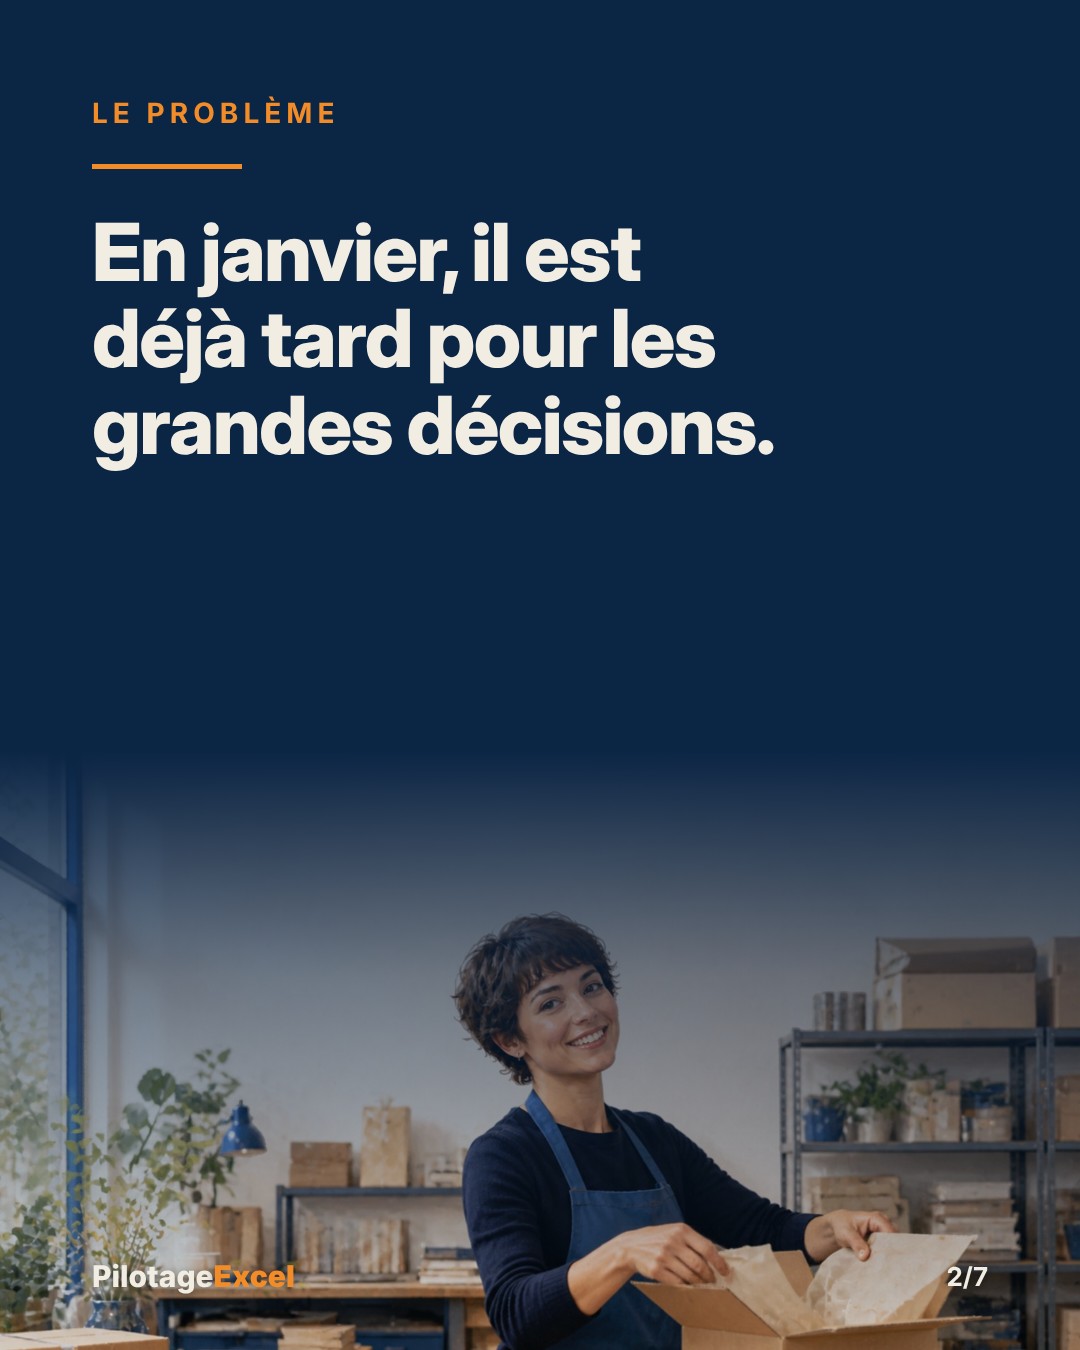 LE PROBLÈME
En janvier, il est
déjà tard pour les
grandes décisions.
PilotageExcel
2/7